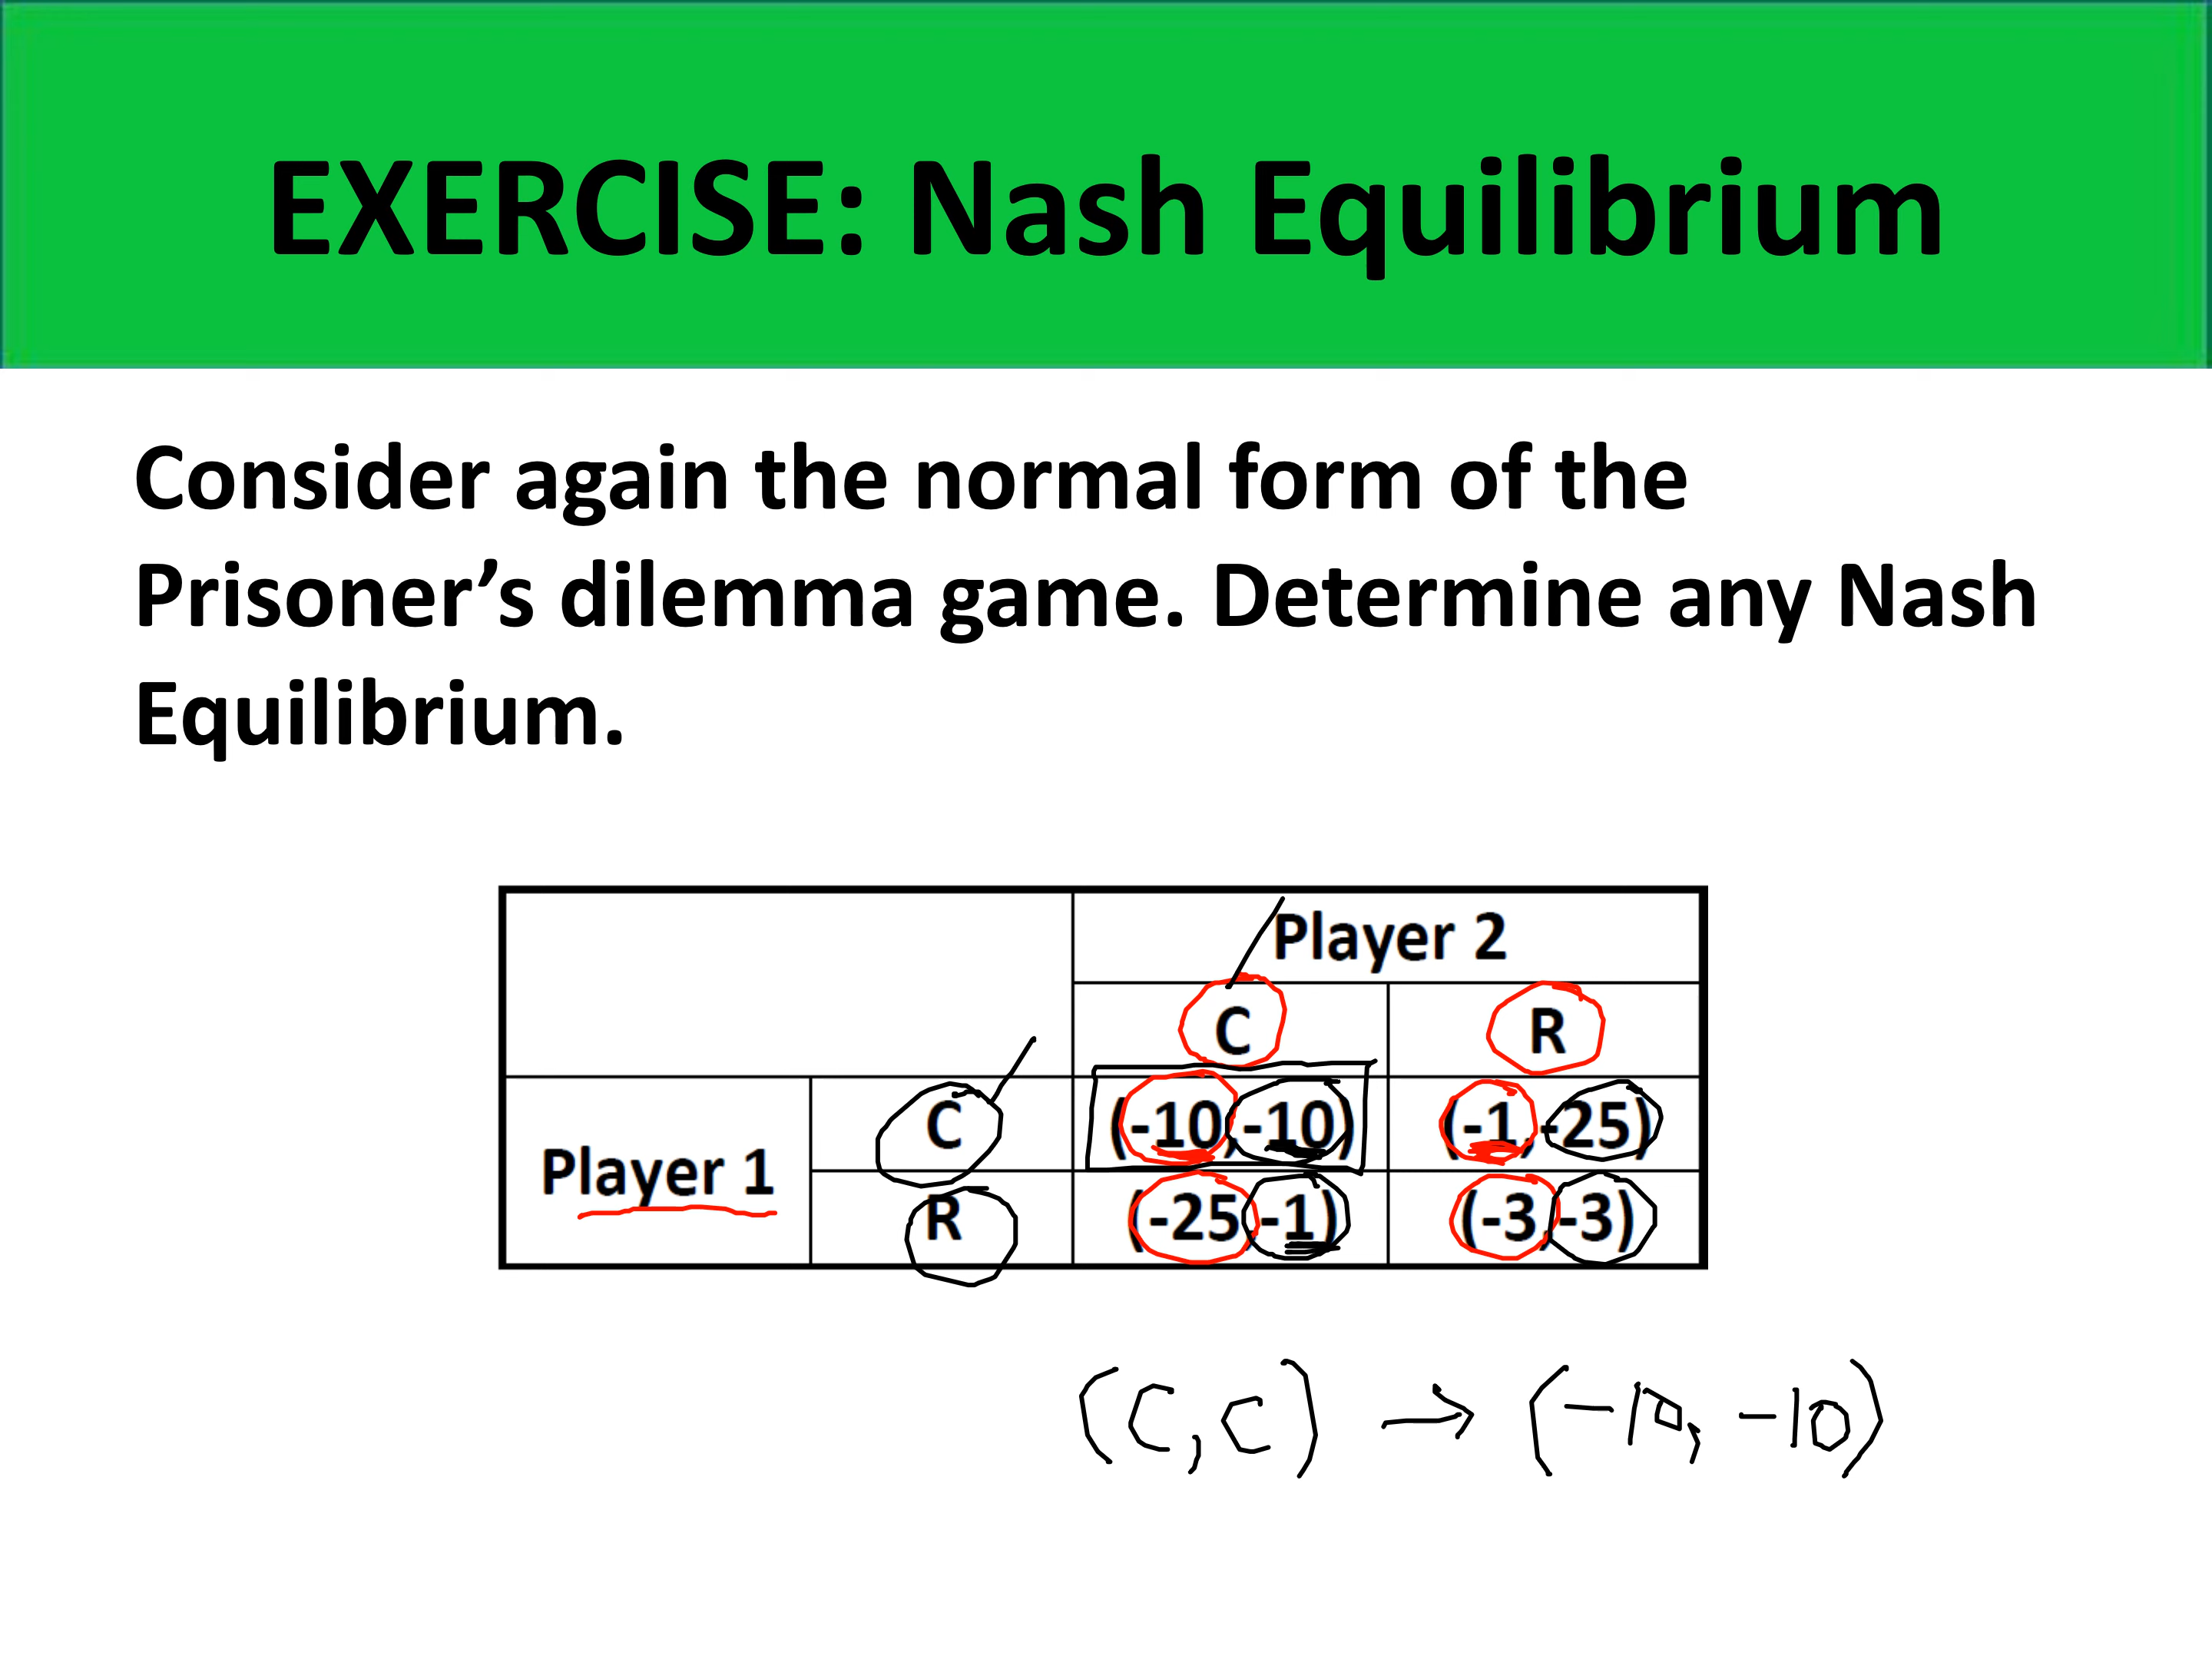 EXERCISE: Nash Equilibrium
Consider again the normal form of the
Prisoner’s dilemma game. Determine any Nash
Equilibrium.
Player 2
C R
Player 1 C (-10,-10) (-1,-25)
R (-25,-1) (-3,-3)
(C,C) → (-10, -10)